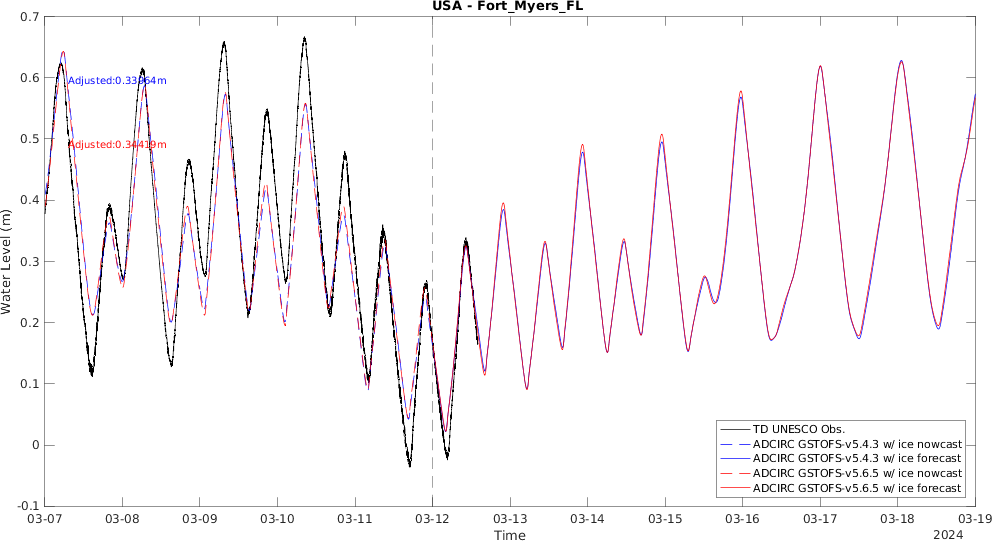 USA - Fort_Myers_FL
0.7
0.6
0.5
0.4
0.3
0.2
0.1
0
-0.1
Water Level (m)
Adjusted:0.33964m
Adjusted:0.34419m
TD UNESCO Obs.
ADCIRC GSTOFS-v5.4.3 w/ ice nowcast
ADCIRC GSTOFS-v5.4.3 w/ ice forecast
ADCIRC GSTOFS-v5.6.5 w/ ice nowcast
ADCIRC GSTOFS-v5.6.5 w/ ice forecast
03-07 03-08 03-09 03-10 03-11 03-12 03-13 03-14 03-15 03-16 03-17 03-18 03-19
Time
2024